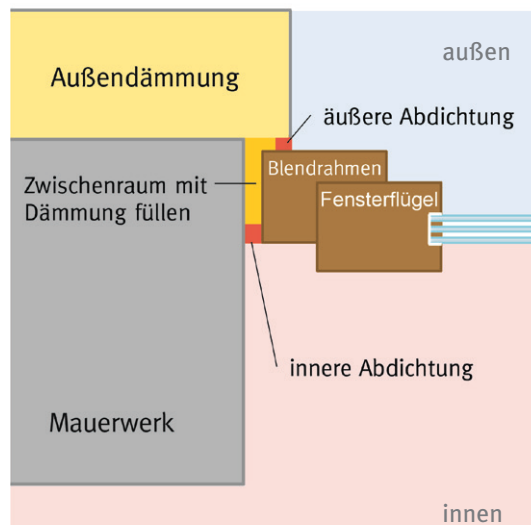 außen
Außendämmung
äußere Abdichtung
Blendrahmen
Zwischenraum mit
Dämmung füllen
Fensterflügel
innere Abdichtung
Mauerwerk
innen